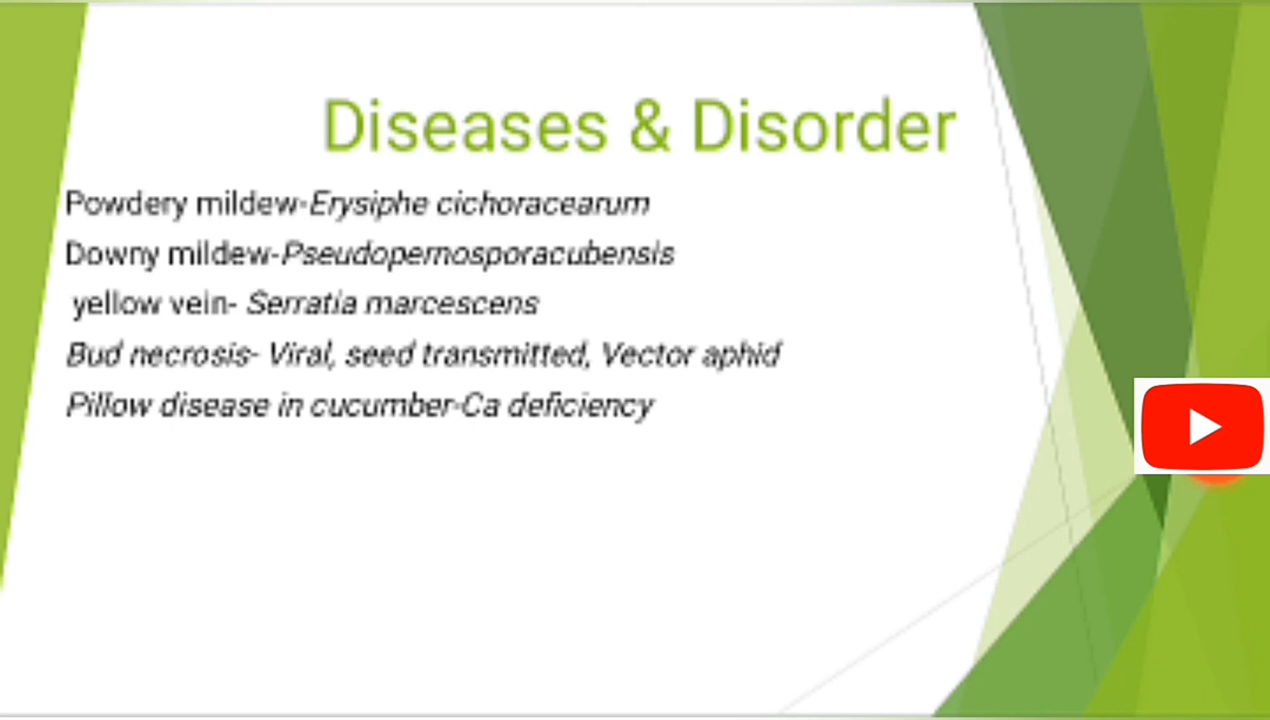 Diseases & Disorder
Powdery mildew-Erysiphe cichoracearum
Downy mildew-Pseudopernosporacubensis
yellow vein- Serratia marcescens
Bud necrosis- Viral, seed transmitted, Vector aphid
Pillow disease in cucumber-Ca deficiency